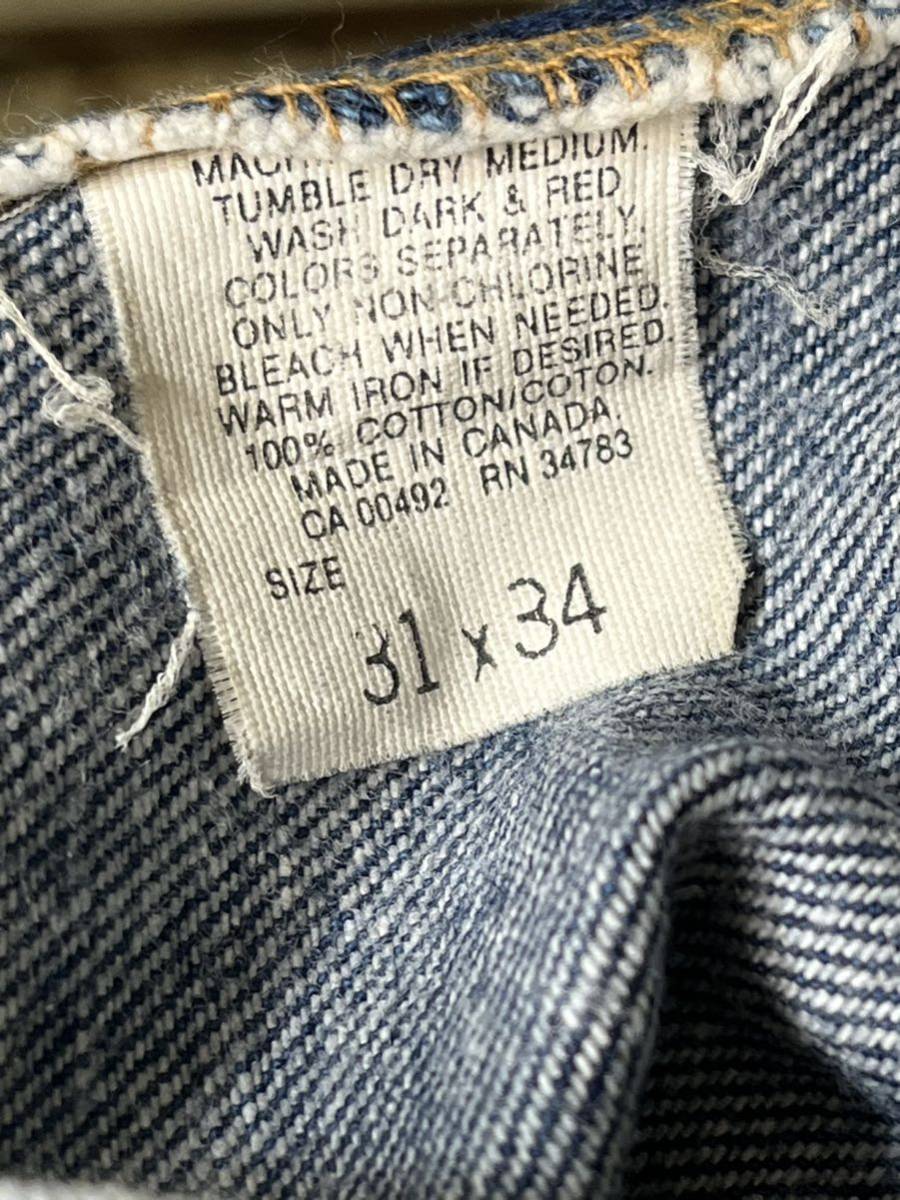 TUMBLE DRY MEDIUM.
WASH DARK & RED
COLORS SEPARATELY.
ONLY NON-CHLORINE
BLEACH WHEN NEEDED.
WARM IRON IF DESIRED.
100% COTTON/COTON.
MADE IN CANADA.
CA 00492 RN 34783
SIZE
31 x 34